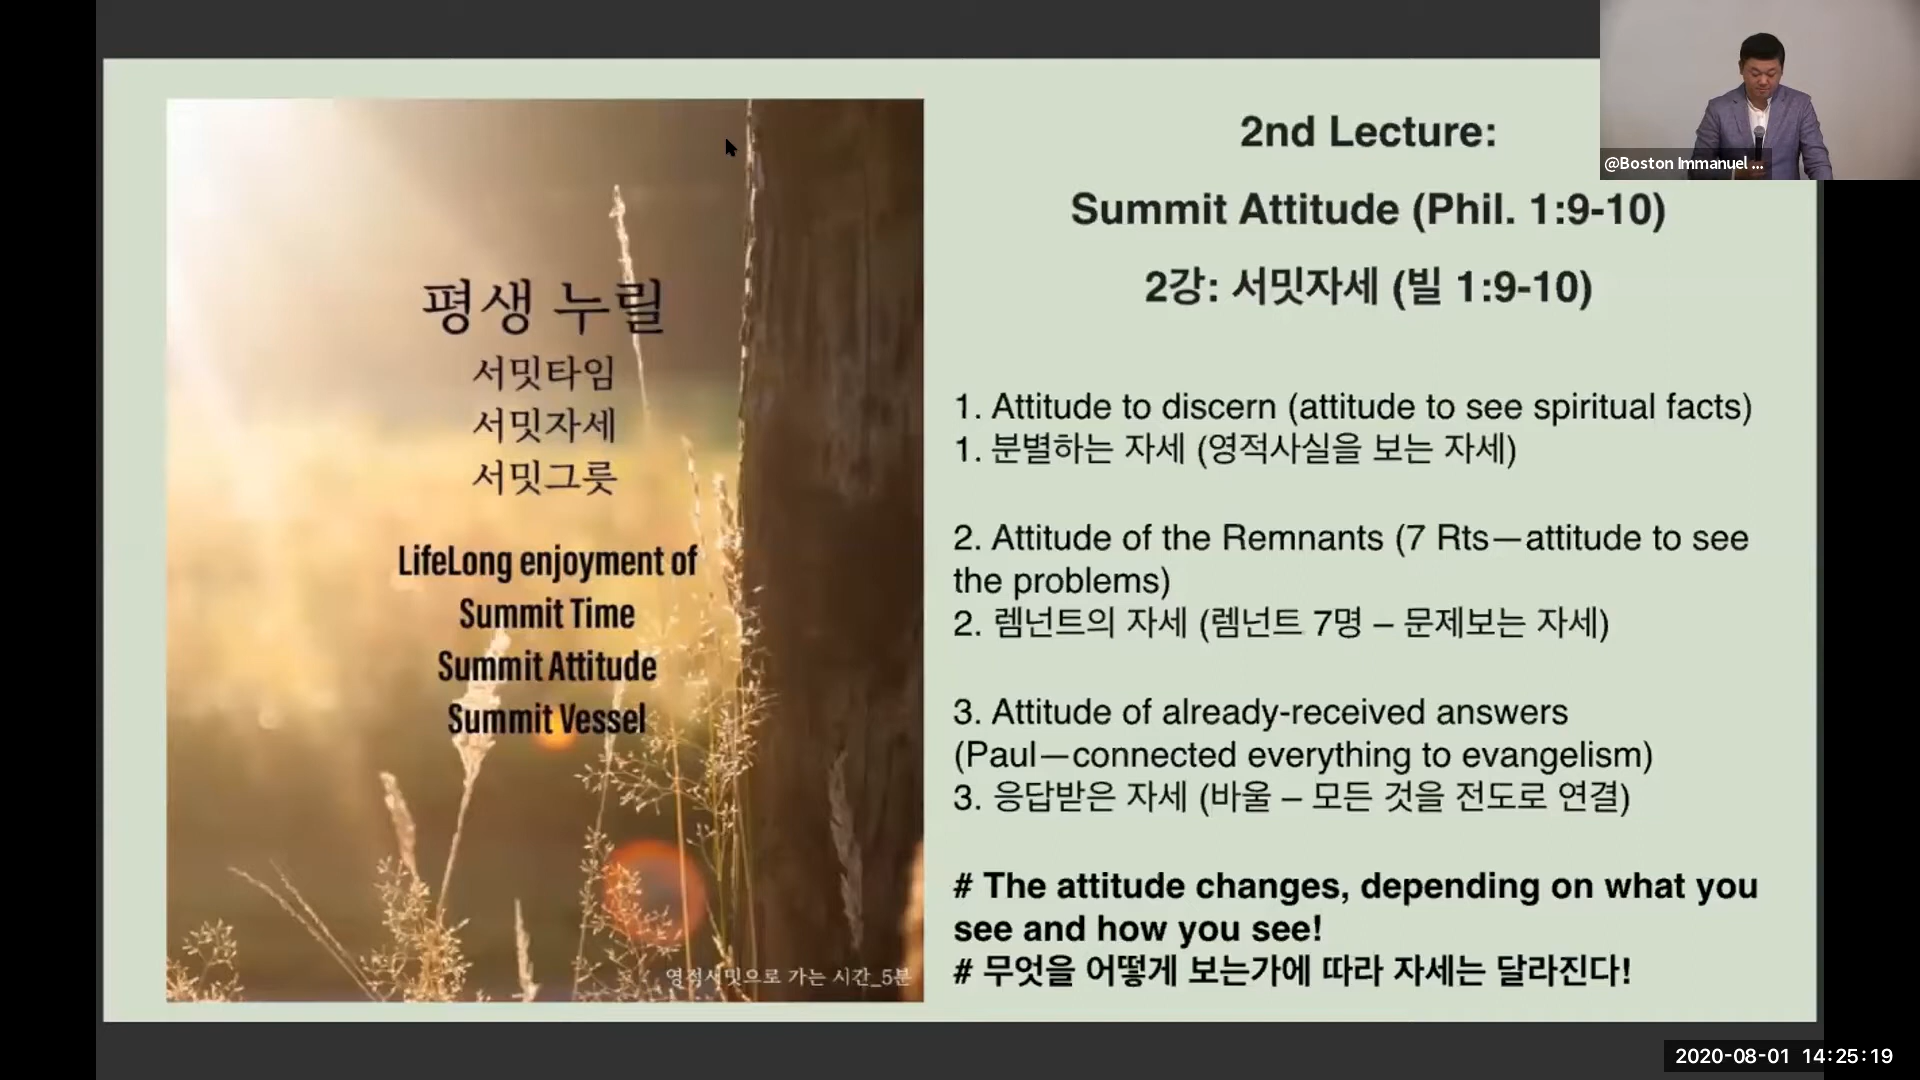 평생 누릴
서밋타임
서밋자세
서밋그릇
LifeLong enjoyment of
Summit Time
Summit Attitude
Summit Vessel
영적서밋으로 가는 시간_5분
2nd Lecture:
Summit Attitude (Phil. 1:9-10)
2강: 서밋자세 (빌 1:9-10)
1. Attitude to discern (attitude to see spiritual facts)
1. 분별하는 자세 (영적사실을 보는 자세)
2. Attitude of the Remnants (7 Rts—attitude to see
the problems)
2. 렘넌트의 자세 (렘넌트 7명 – 문제보는 자세)
3. Attitude of already-received answers
(Paul—connected everything to evangelism)
3. 응답받은 자세 (바울 – 모든 것을 전도로 연결)
# The attitude changes, depending on what you
see and how you see!
# 무엇을 어떻게 보는가에 따라 자세는 달라진다!
@Boston Immanuel ...
2020-08-01 14:25:19